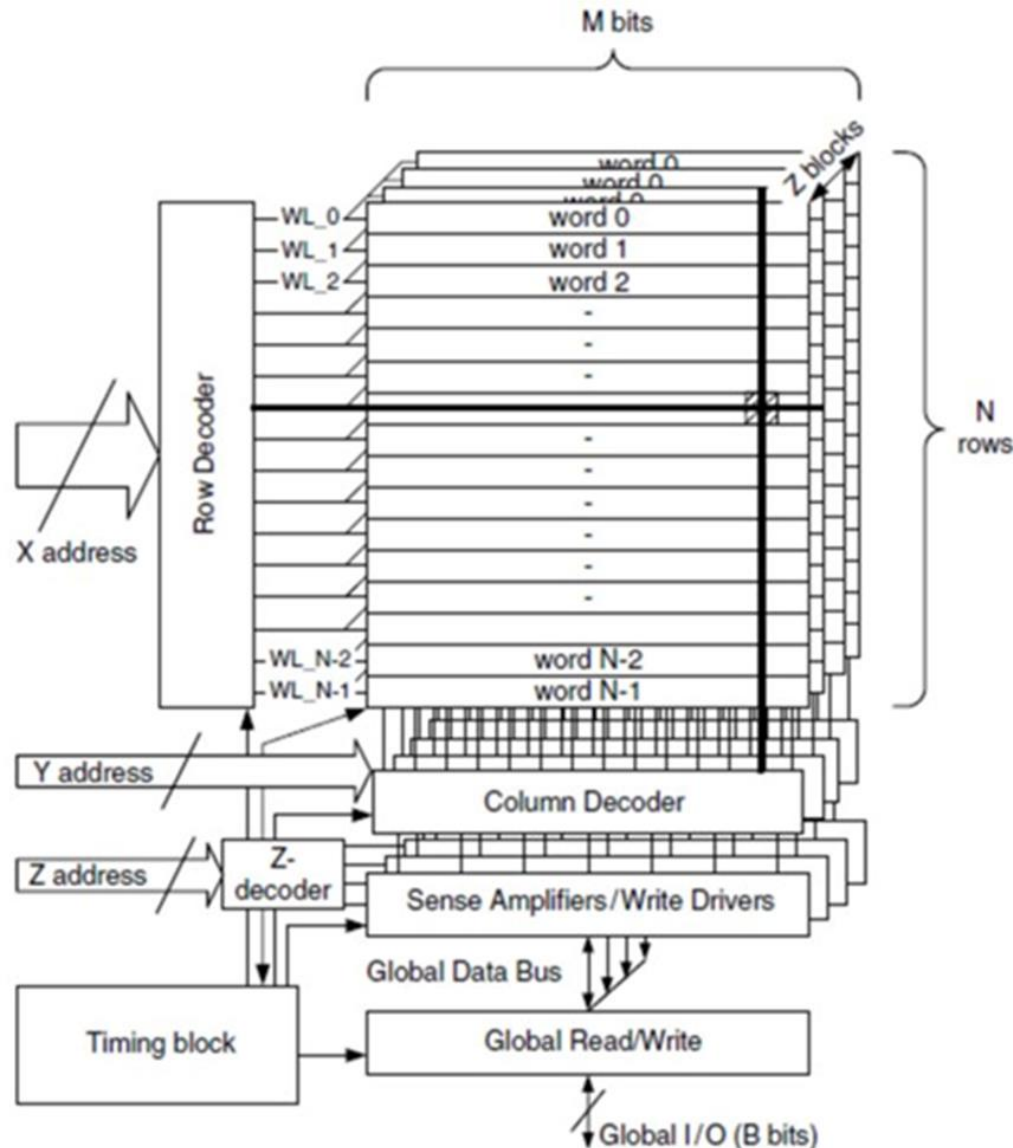 M bits
Z blocks
word 0
word 0
word 0
WL_0
word 0
WL_1
word 1
WL_2
word 2
-
-
-
-
-
-
-
-
-
Row Decoder
N
rows
X address
WL_N-2
word N-2
WL_N-1
word N-1
Y address
Column Decoder
Z address
Z-
decoder
Sense Amplifiers/Write Drivers
Global Data Bus
Timing block
Global Read/Write
Global I/O (B bits)